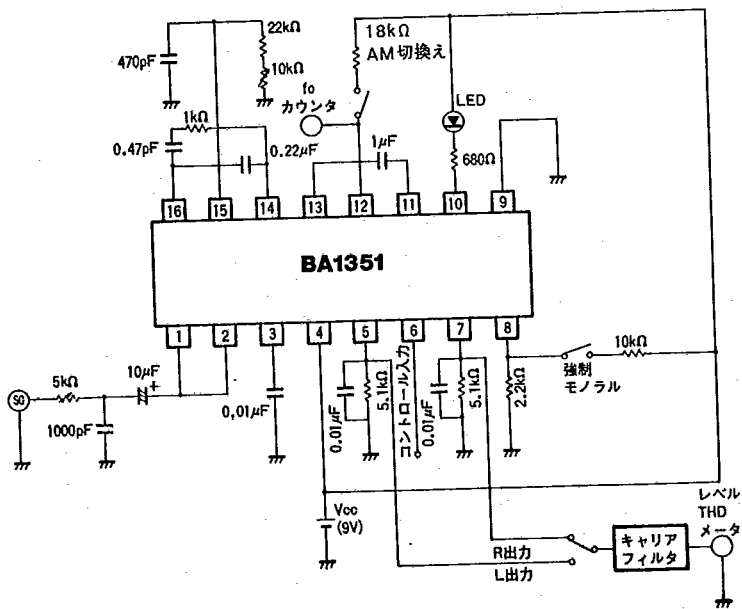 22kΩ
18kΩ
AM切換え
470pF
10kΩ
fo
カウンタ
LED
1kΩ
0.47pF
0.22μF
1μF
680Ω
16
15
14
13
12
11
10
9
BA1351
1
2
3
4
5
6
7
8
SG
5kΩ
10μF
+
1000pF
0.01μF
0.01μF
5.1kΩ
コントロール入力
0.01μF
5.1kΩ
2.2kΩ
強制
モノラル
10kΩ
Vcc
(9V)
R出力
L出力
キャリア
フィルタ
レベル
THD
メータ